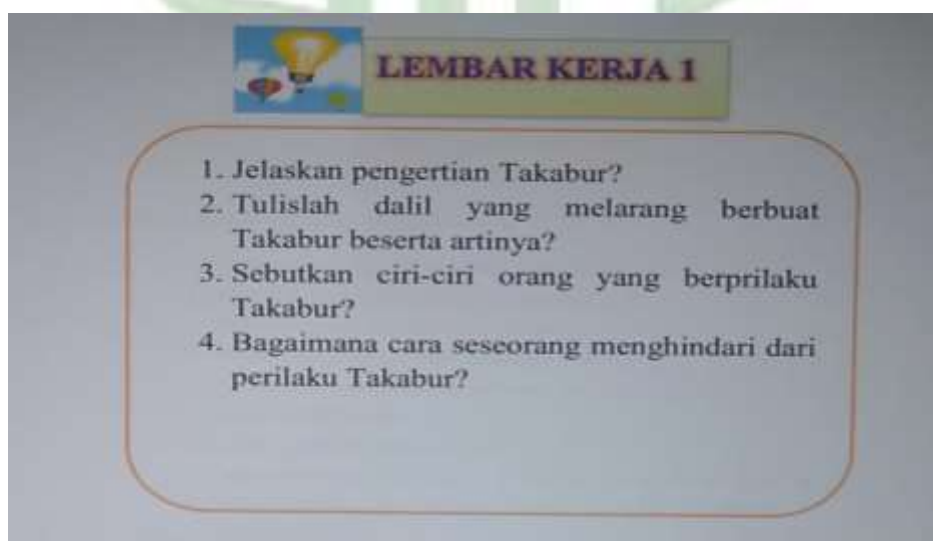 LEMBAR KERJA 1
1. Jelaskan pengertian Takabur?
2. Tulislah dalil yang melarang berbuat
Takabur beserta artinya?
3. Sebutkan ciri-ciri orang yang berprilaku
Takabur?
4. Bagaimana cara seseorang menghindari dari
perilaku Takabur?